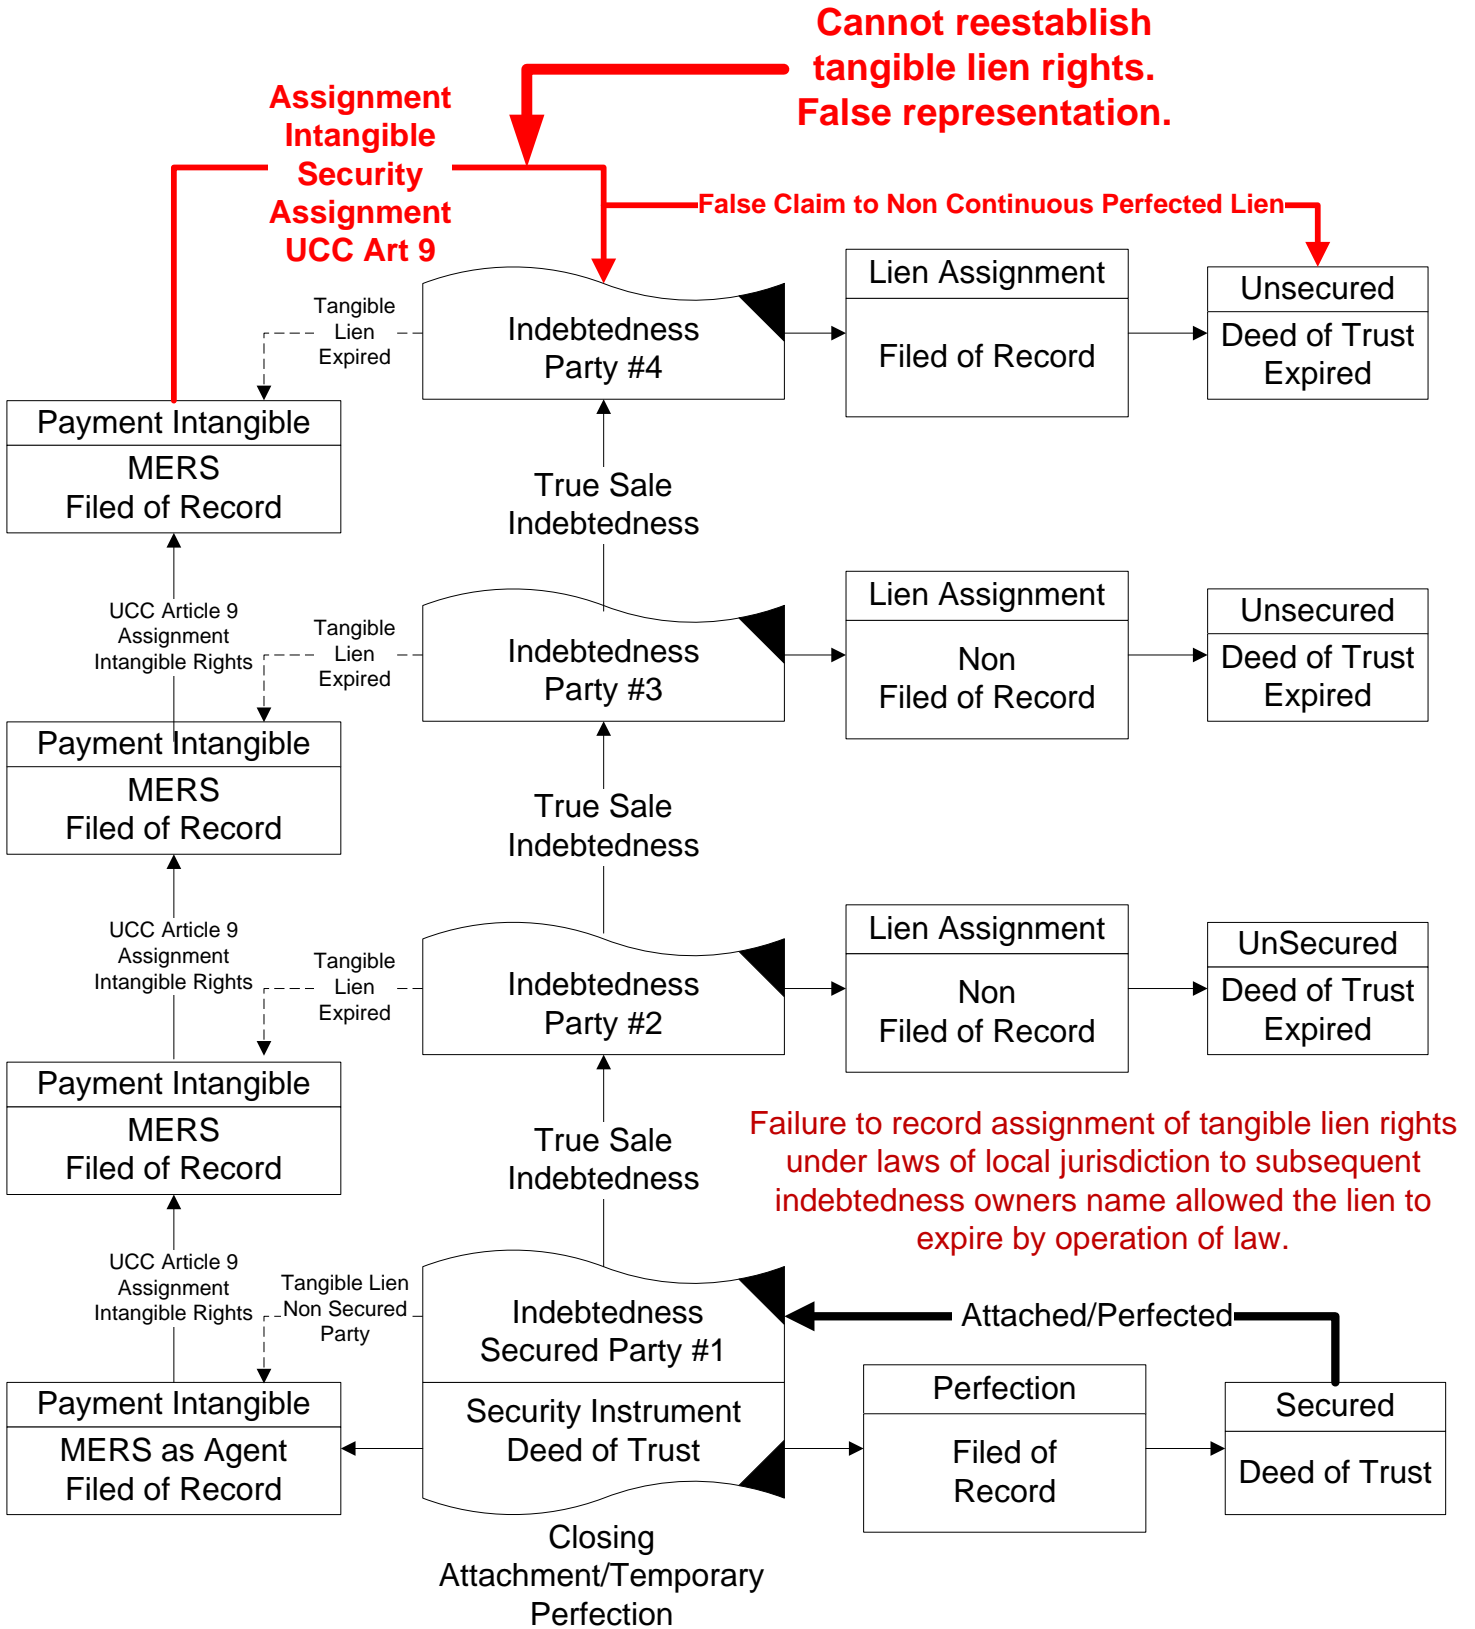 Cannot reestablish
tangible lien rights.
False representation.
Assignment
Intangible
Security
Assignment
UCC Art 9
False Claim to Non Continuous Perfected Lien
Tangible
Lien
Expired
Indebtedness
Party #4
Lien Assignment
Filed of Record
Unsecured
Deed of Trust
Expired
Payment Intangible
MERS
Filed of Record
True Sale
Indebtedness
UCC Article 9
Assignment
Intangible Rights
Tangible
Lien
Expired
Indebtedness
Party #3
Lien Assignment
Non
Filed of Record
Unsecured
Deed of Trust
Expired
Payment Intangible
MERS
Filed of Record
True Sale
Indebtedness
UCC Article 9
Assignment
Intangible Rights
Tangible
Lien
Expired
Indebtedness
Party #2
Lien Assignment
Non
Filed of Record
UnSecured
Deed of Trust
Expired
Payment Intangible
MERS
Filed of Record
True Sale
Indebtedness
Failure to record assignment of tangible lien rights
under laws of local jurisdiction to subsequent
indebtedness owners name allowed the lien to
expire by operation of law.
UCC Article 9
Assignment
Intangible Rights
Tangible Lien
Non Secured
Party
Indebtedness
Secured Party #1
Attached/Perfected
Payment Intangible
MERS as Agent
Filed of Record
Security Instrument
Deed of Trust
Perfection
Filed of
Record
Secured
Deed of Trust
Closing
Attachment/Temporary
Perfection